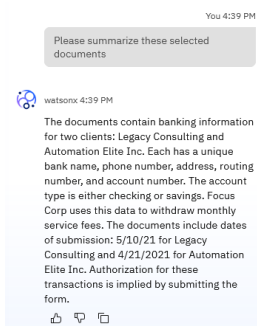 You 4:39 PM
Please summarize these selected
documents
watsonx 4:39 PM
The documents contain banking information
for two clients: Legacy Consulting and
Automation Elite Inc. Each has a unique
bank name, phone number, address, routing
number, and account number. The account
type is either checking or savings. Focus
Corp uses this data to withdraw monthly
service fees. The documents include dates
of submission: 5/10/21 for Legacy
Consulting and 4/21/2021 for Automation
Elite Inc. Authorization for these
transactions is implied by submitting the
form.